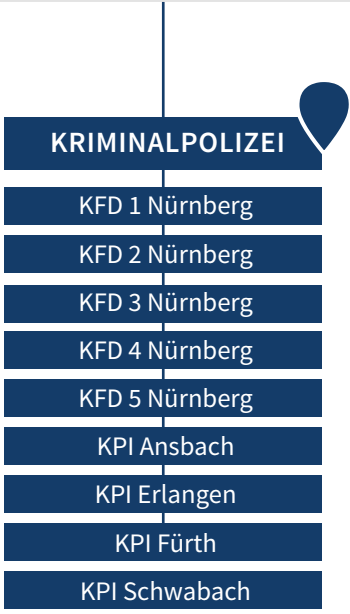 KRIMINALPOLIZEI
KFD 1 Nürnberg
KFD 2 Nürnberg
KFD 3 Nürnberg
KFD 4 Nürnberg
KFD 5 Nürnberg
KPI Ansbach
KPI Erlangen
KPI Fürth
KPI Schwabach